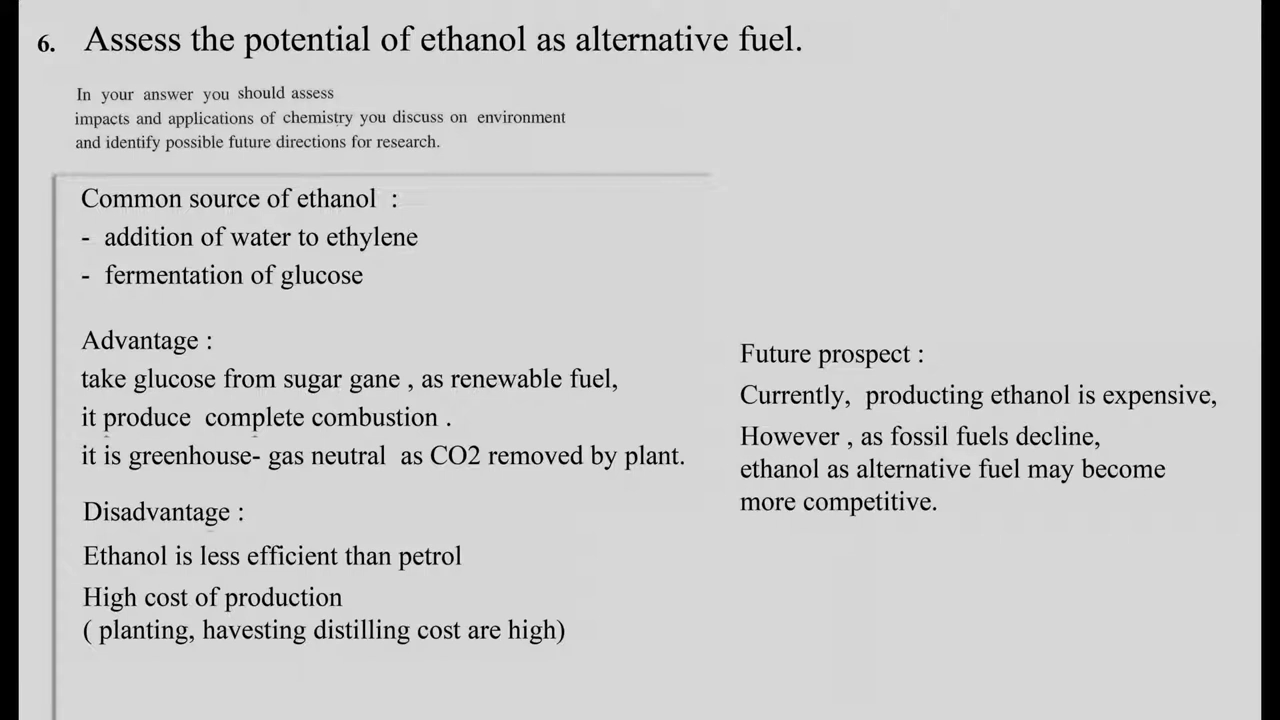 6. Assess the potential of ethanol as alternative fuel.
In your answer you should assess
impacts and applications of chemistry you discuss on environment
and identify possible future directions for research.
Common source of ethanol :
- addition of water to ethylene
- fermentation of glucose
Advantage :
take glucose from sugar gane , as renewable fuel,
it produce complete combustion .
it is greenhouse- gas neutral as CO2 removed by plant.
Disadvantage :
Ethanol is less efficient than petrol
High cost of production
( planting, havesting distilling cost are high)
Future prospect :
Currently, producting ethanol is expensive,
However , as fossil fuels decline,
ethanol as alternative fuel may become
more competitive.